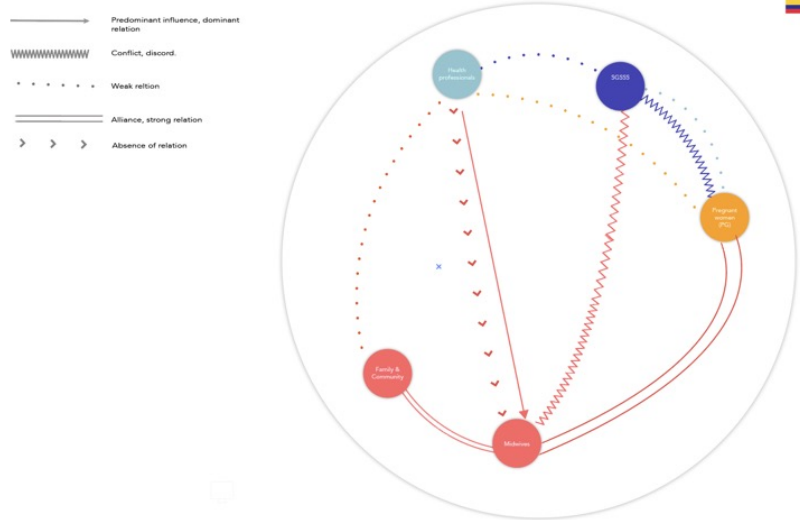 Predominant influence, dominant
relation
Conflict, discord.
Weak reltion
Alliance, strong relation
Absence of relation
Health
professionals
SGSSS
Pregnant
women
(PG)
Family &
Community
Midwives